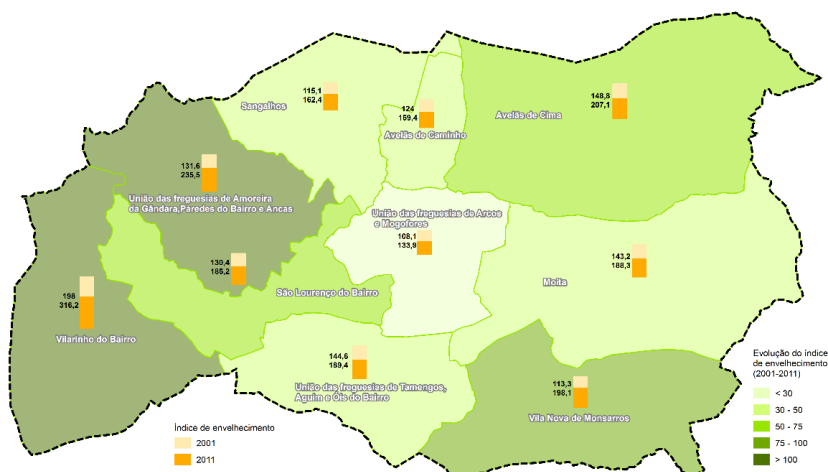 115,1
162,4
Sangalhos
124
159,4
Avelãs de Caminho
148,8
207,1
Avelãs de Cima
131,6
235,5
União das freguesias de Amoreira
da Gândara,Paredes do Bairro e Ancas
União das freguesias de Arcos
e Mogofores
108,1
133,9
130,4
185,2
São Lourenço do Bairro
143,2
188,3
Moita
198
316,2
Vilarinho do Bairro
144,6
189,4
União das freguesias de Tamengos,
Aguim e Óis do Bairro
113,3
198,1
Vila Nova de Monsarros
Índice de envelhecimento
2001
2011
Evolução do índice
de envelhecimento
(2001-2011)
< 30
30 - 50
50 - 75
75 - 100
> 100